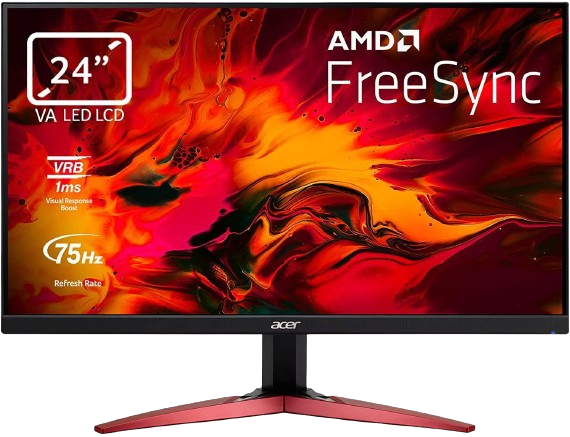 24”
VA LED LCD
AMD
FreeSync
VRB
1ms
Visual Response
Boost
75Hz
Refresh Rate
acer